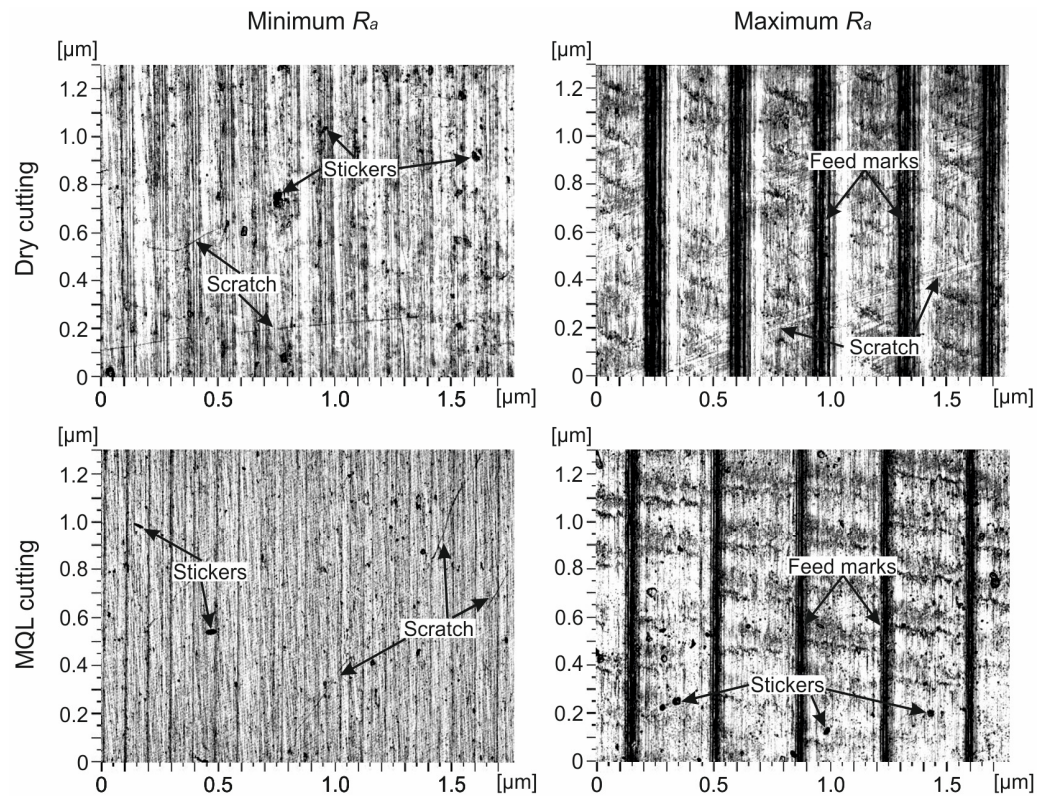 Minimum Ra
Maximum Ra
Dry cutting
[µm]
1.2
1.0
0.8
0.6
0.4
0.2
0
0
0.5
1.0
1.5
[µm]
Stickers
Scratch
[µm]
1.2
1.0
0.8
0.6
0.4
0.2
0
0
0.5
1.0
1.5
[µm]
Feed marks
Scratch
MQL cutting
[µm]
1.2
1.0
0.8
0.6
0.4
0.2
0
0
0.5
1.0
1.5
[µm]
Stickers
Scratch
[µm]
1.2
1.0
0.8
0.6
0.4
0.2
0
0
0.5
1.0
1.5
[µm]
Feed marks
Stickers